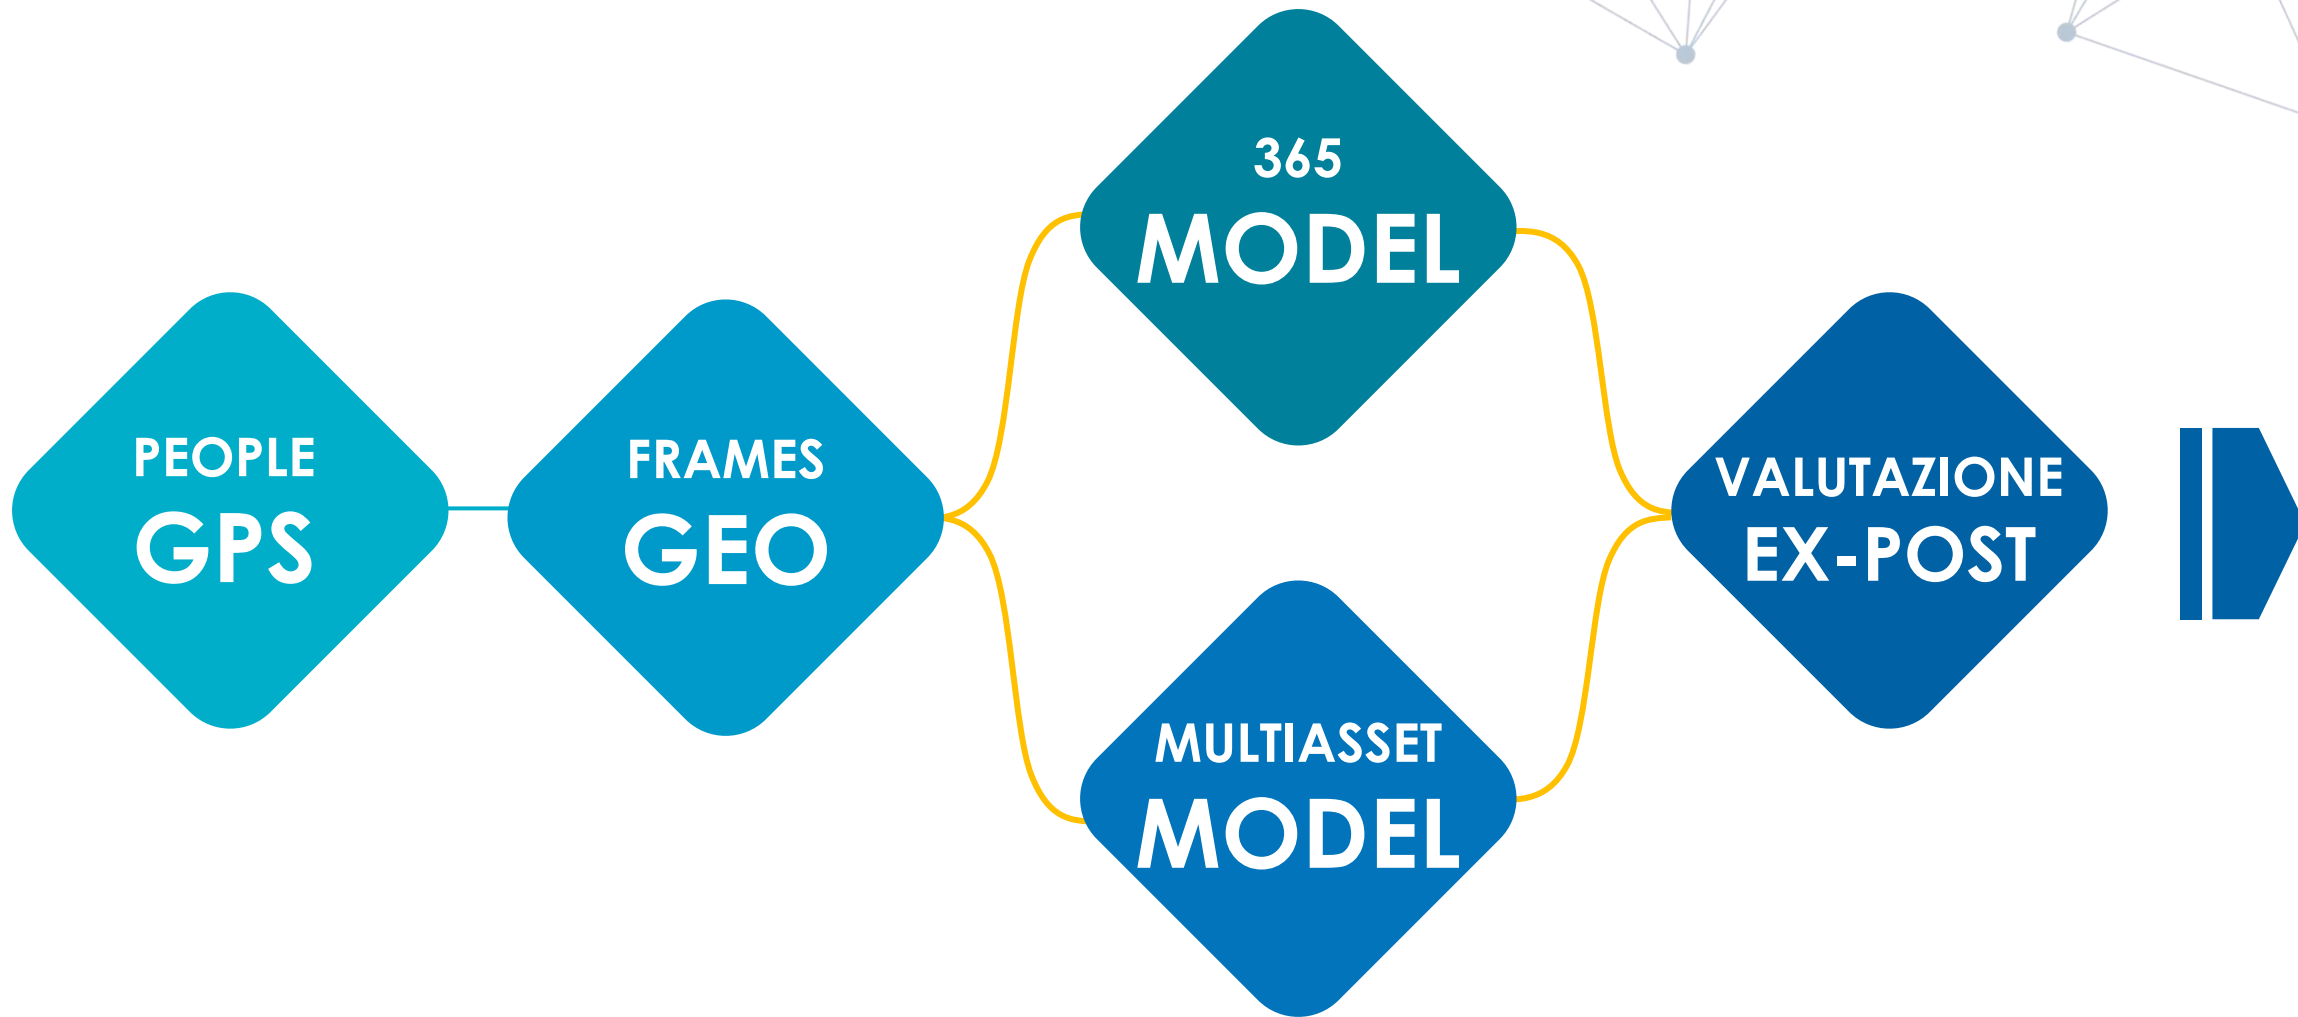 PEOPLE
GPS
FRAMES
GEO
365
MODEL
MULTIASSET
MODEL
VALUTAZIONE
EX-POST